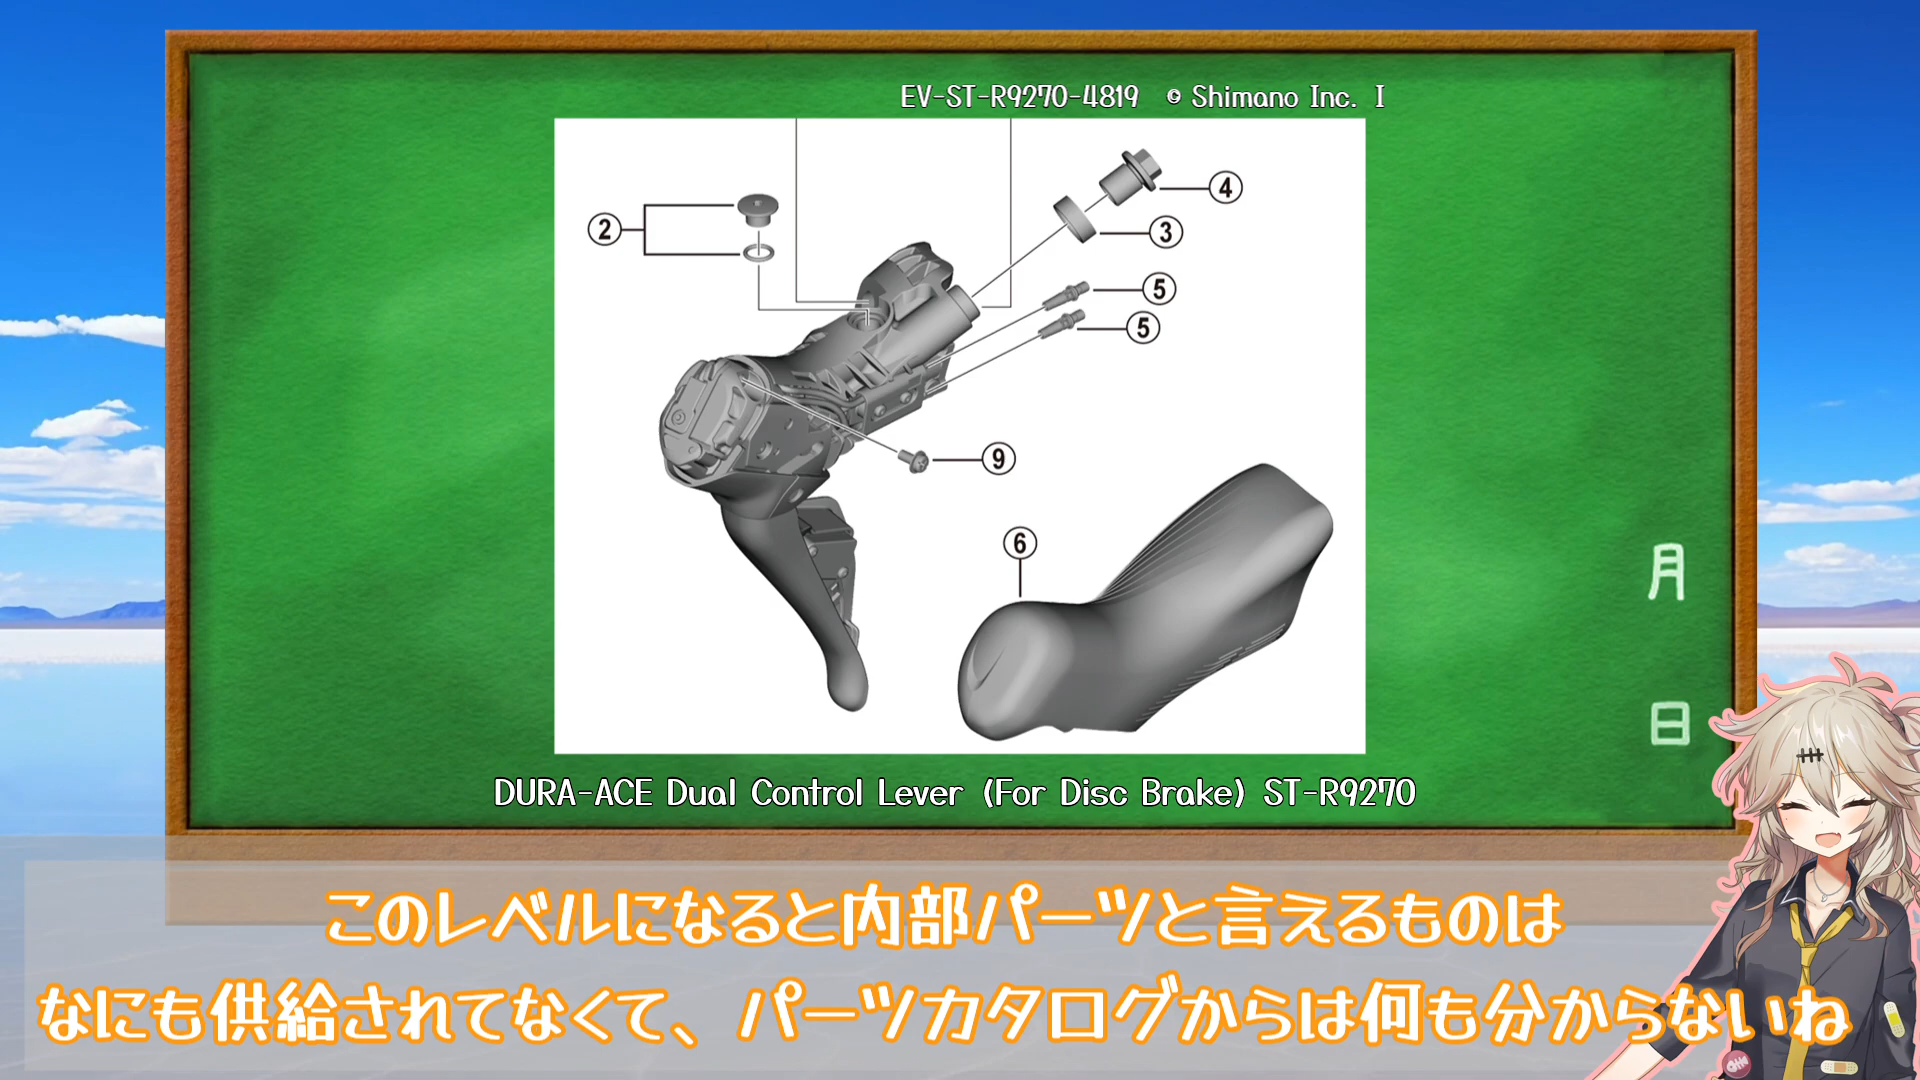 EV-ST-R9270-4819 © Shimano Inc. I
④
②
③
⑤
⑤
⑨
⑥
月
日
DURA-ACE Dual Control Lever (For Disc Brake) ST-R9270
このレベルになると内部パーツと言えるものは
なにも供給されてなくて、パーツカタログからは何も分からないね